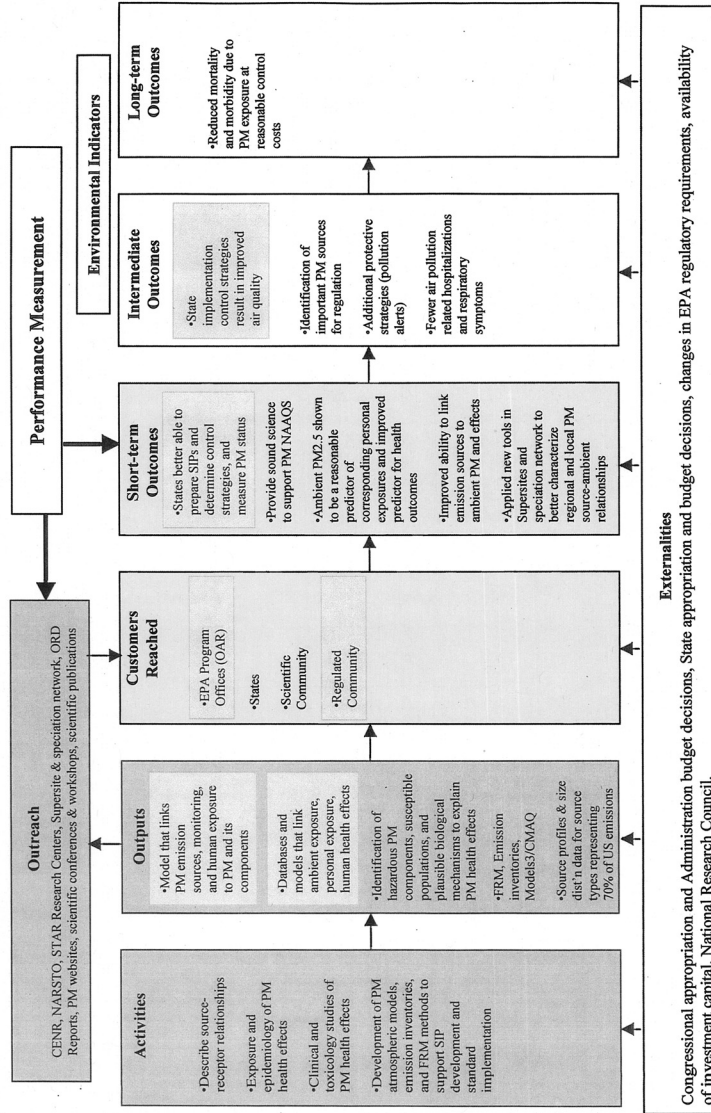 Performance Measurement
Environmental Indicators
Outreach
CENR, NARSTO, STAR Research Centers, Supersite & speciation network, ORD
Reports, PM websites, scientific conferences & workshops, scientific publications
Activities
•Describe source-
receptor relationships
•Exposure and
epidemiology of PM
health effects
•Clinical and
toxicology studies of
PM health effects
•Development of PM
atmospheric models,
emission inventories,
and FRM methods to
support SIP
development and
standard
implementation
Outputs
•Model that links
PM emission
sources, monitoring,
and human exposure
to PM and its
components
•Databases and
models that link
ambient exposure,
personal exposure,
human health effects
•Identification of
hazardous PM
components, susceptible
populations, and
plausible biological
mechanisms to explain
PM health effects
•FRM, Emission
inventories,
Models3/CMAQ
•Source profiles & size
dist'n data for source
types representing
70% of US emissions
Customers
Reached
•EPA Program
Offices (OAR)
•States
•Scientific
Community
•Regulated
Community
Short-term
Outcomes
•States better able to
prepare SIPs and
determine control
strategies, and
measure PM status
•Provide sound science
to support PM NAAQS
•Ambient PM2.5 shown
to be a reasonable
predictor of
corresponding personal
exposures and improved
predictor for health
outcomes
•Improved ability to link
emission sources to
ambient PM and effects
•Applied new tools in
Supersites and
speciation network to
better characterize
regional and local PM
source-ambient
relationships
Intermediate
Outcomes
•State
implementation
control strategies
result in improved
air quality
•Identification of
important PM sources
for regulation
•Additional protective
strategies (pollution
alerts)
•Fewer air pollution
related hospitalizations
and respiratory
symptoms
Long-term
Outcomes
•Reduced mortality
and morbidity due to
PM exposure at
reasonable control
costs
Externalities
Congressional appropriation and Administration budget decisions, State appropriation and budget decisions, changes in EPA regulatory requirements, availability
of investment capital, National Research Council.